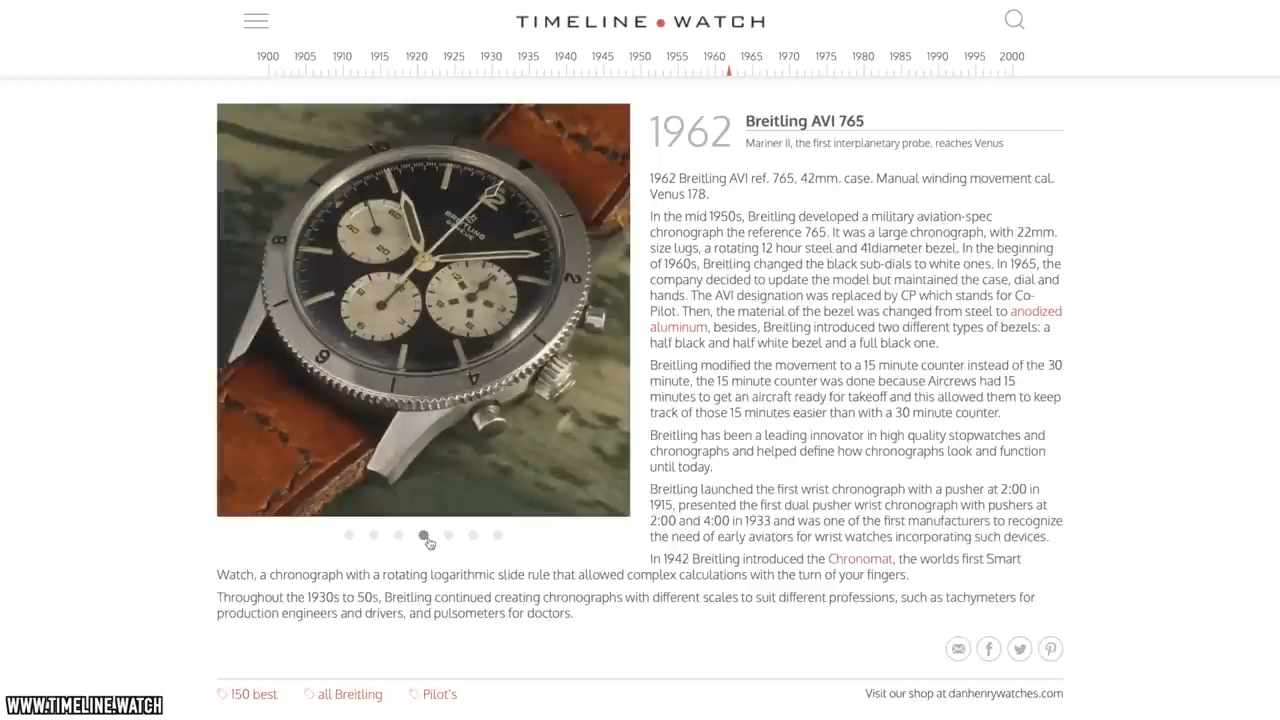 TIMELINE WATCH
1900 1905 1910 1915 1920 1925 1930 1935 1940 1945 1950 1955 1960 1965 1970 1975 1980 1985 1990 1995 2000
1962 Breitling AVI 765
Mariner II, the first interplanetary probe, reaches Venus
1962 Breitling AVI ref. 765, 42mm. case. Manual winding movement cal.
Venus 178.
In the mid 1950s, Breitling developed a military aviation-spec
chronograph the reference 765. It was a large chronograph, with 22mm.
size lugs, a rotating 12 hour steel and 41diameter bezel. In the beginning
of 1960s, Breitling changed the black sub-dials to white ones. In 1965, the
company decided to update the model but maintained the case, dial and
hands. The AVI designation was replaced by CP which stands for Co-
Pilot. Then, the material of the bezel was changed from steel to anodized
aluminum, besides, Breitling introduced two different types of bezels: a
half black and half white bezel and a full black one.
Breitling modified the movement to a 15 minute counter instead of the 30
minute, the 15 minute counter was done because Aircrews had 15
minutes to get an aircraft ready for takeoff and this allowed them to keep
track of those 15 minutes easier than with a 30 minute counter.
Breitling has been a leading innovator in high quality stopwatches and
chronographs and helped define how chronographs look and function
until today.
Breitling launched the first wrist chronograph with a pusher at 2:00 in
1915, presented the first dual pusher wrist chronograph with pushers at
2:00 and 4:00 in 1933 and was one of the first manufacturers to recognize
the need of early aviators for wrist watches incorporating such devices.
In 1942 Breitling introduced the Chronomat, the worlds first Smart
Watch, a chronograph with a rotating logarithmic slide rule that allowed complex calculations with the turn of your fingers.
Throughout the 1930s to 50s, Breitling continued creating chronographs with different scales to suit different professions, such as tachymeters for
production engineers and drivers, and pulsometers for doctors.
150 best all Breitling Pilot's
Visit our shop at danhenrywatches.com
WWW.TIMELINE.WATCH
12
BREITLING
GENEVE
60
40
20
2
4
6